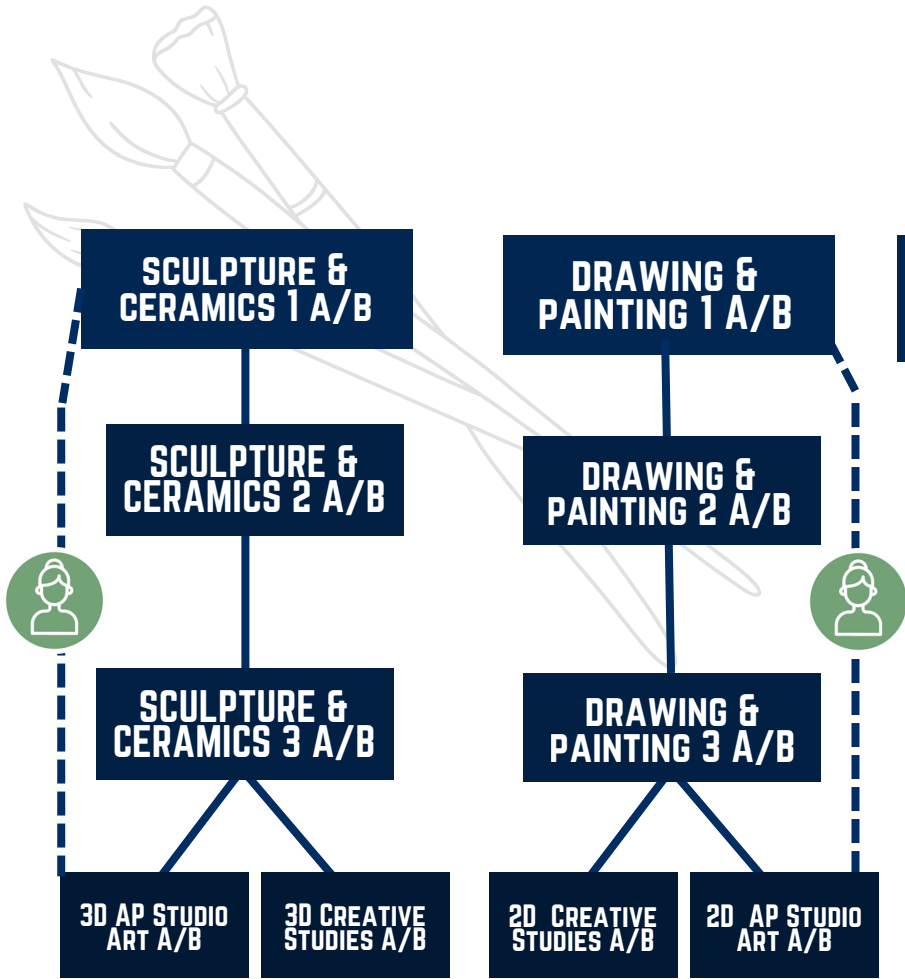 SCULPTURE &
CERAMICS 1 A/B
DRAWING &
PAINTING 1 A/B
SCULPTURE &
CERAMICS 2 A/B
DRAWING &
PAINTING 2 A/B
SCULPTURE &
CERAMICS 3 A/B
DRAWING &
PAINTING 3 A/B
3D AP STUDIO
ART A/B
3D CREATIVE
STUDIES A/B
2D CREATIVE
STUDIES A/B
2D AP STUDIO
ART A/B